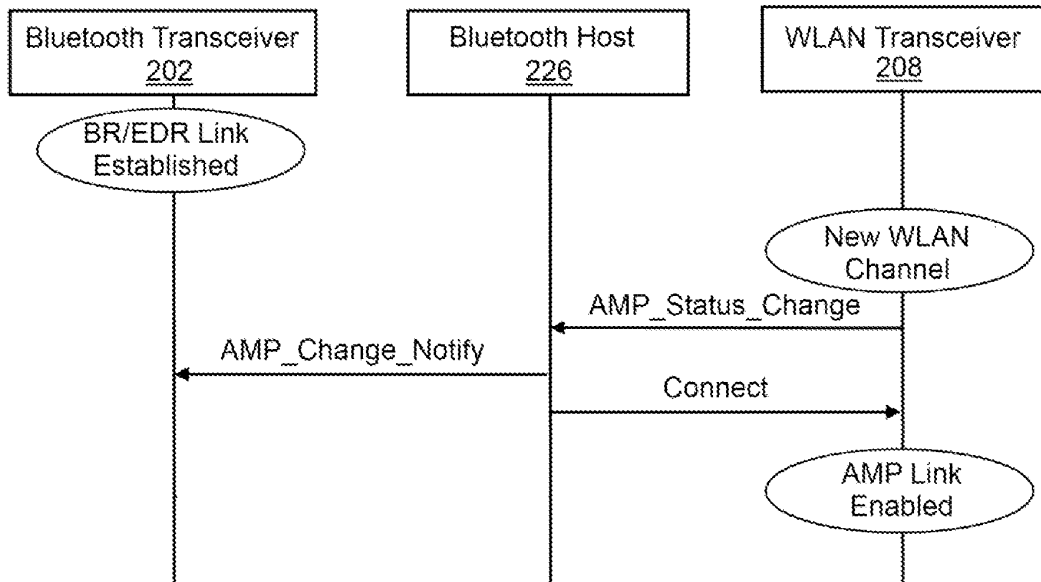 Bluetooth Transceiver
202
Bluetooth Host
226
WLAN Transceiver
208
BR/EDR Link
Established
New WLAN
Channel
AMP_Status_Change
AMP_Change_Notify
Connect
AMP Link
Enabled